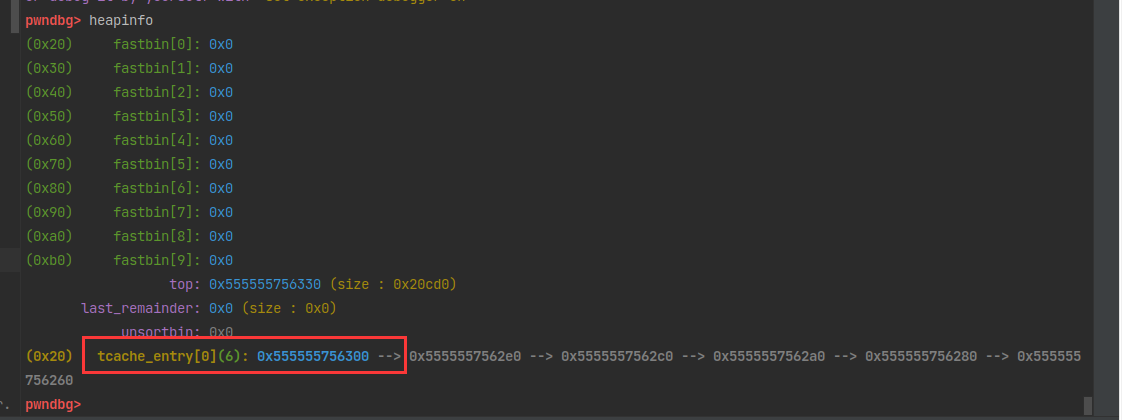 pwndbg> heapinfo
(0x20)     fastbin[0]: 0x0
(0x30)     fastbin[1]: 0x0
(0x40)     fastbin[2]: 0x0
(0x50)     fastbin[3]: 0x0
(0x60)     fastbin[4]: 0x0
(0x70)     fastbin[5]: 0x0
(0x80)     fastbin[6]: 0x0
(0x90)     fastbin[7]: 0x0
(0xa0)     fastbin[8]: 0x0
(0xb0)     fastbin[9]: 0x0
top: 0x555555756330 (size : 0x20cd0)
last_remainder: 0x0 (size : 0x0)
unsortbin: 0x0
(0x20)   tcache_entry[0](6): 0x555555756300 --> 0x5555557562e0 --> 0x5555557562c0 --> 0x5555557562a0 --> 0x555555756280 --> 0x555555
756260
pwndbg>